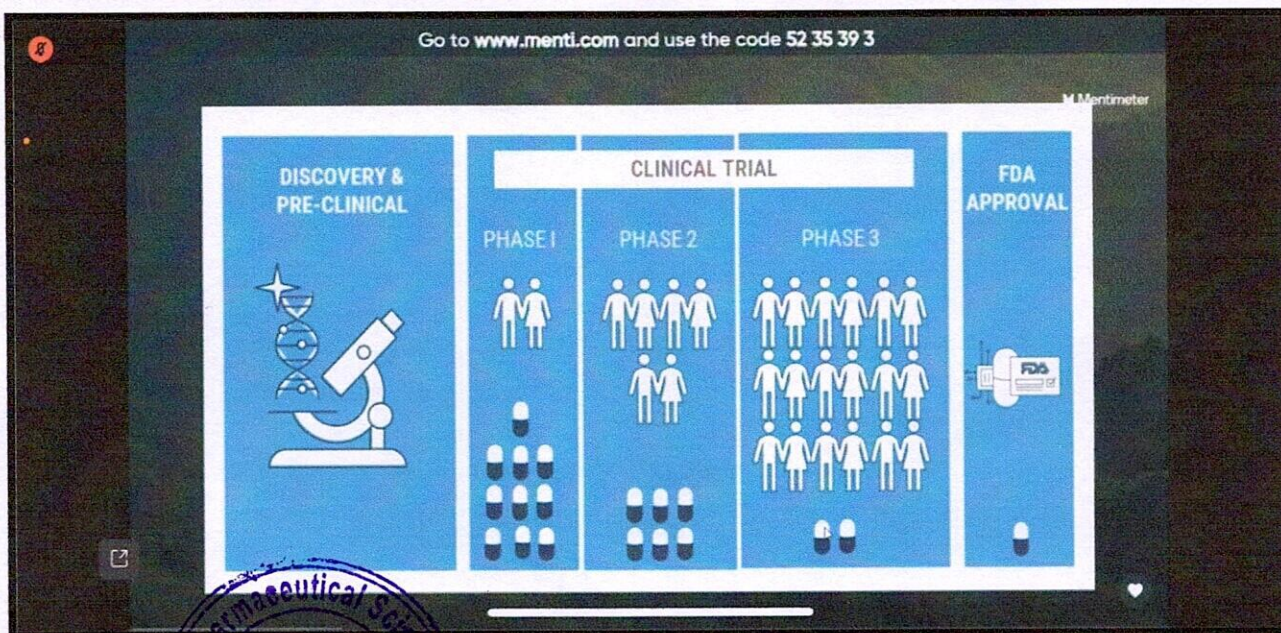 Go to www.menti.com and use the code 52 35 39 3
Mentimeter
DISCOVERY &
PRE-CLINICAL
CLINICAL TRIAL
PHASE I
PHASE 2
PHASE 3
FDA
APPROVAL
FDA